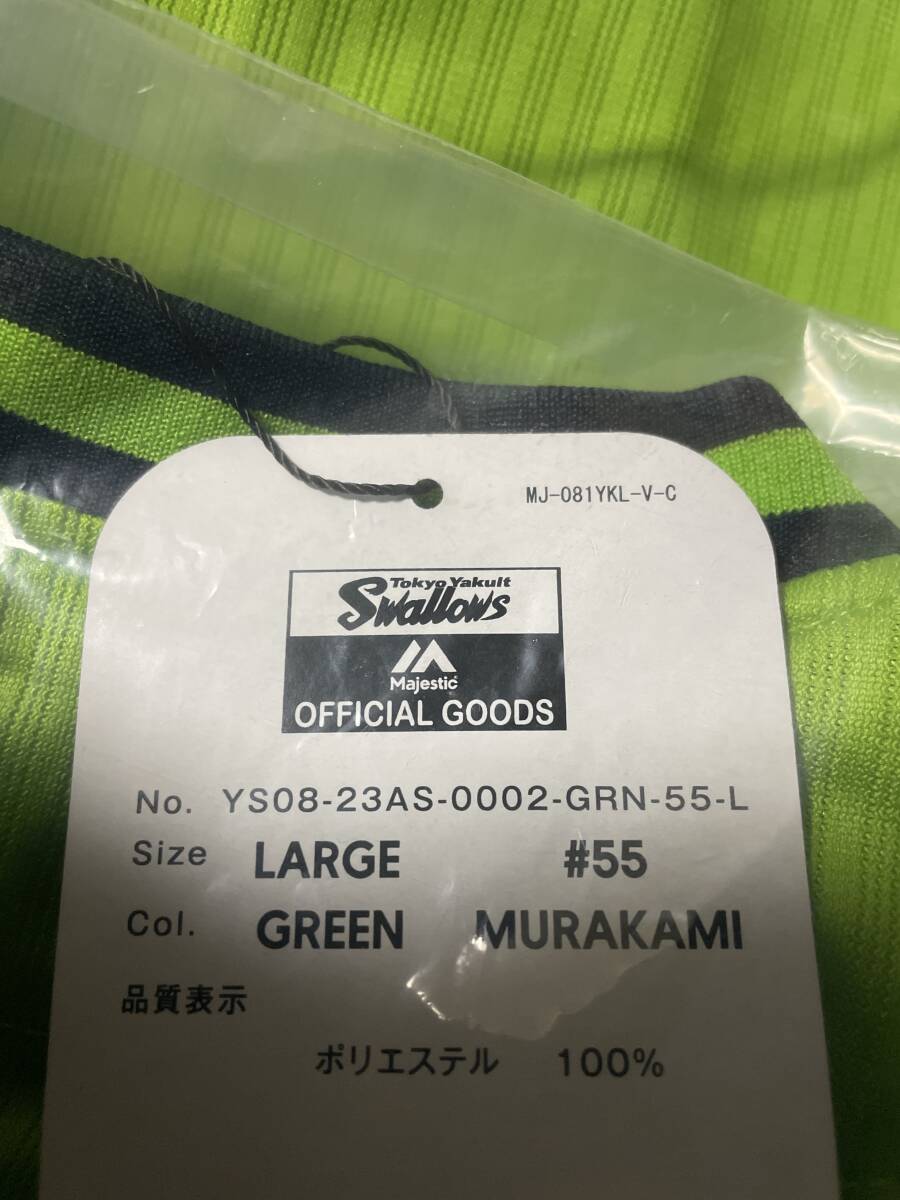 MJ-081YKL-V-C
Tokyo Yakult
Swallows
Majestic
OFFICIAL GOODS
No. YS08-23AS-0002-GRN-55-L
Size LARGE #55
Col. GREEN MURAKAMI
品質表示
ポリエステル 100%